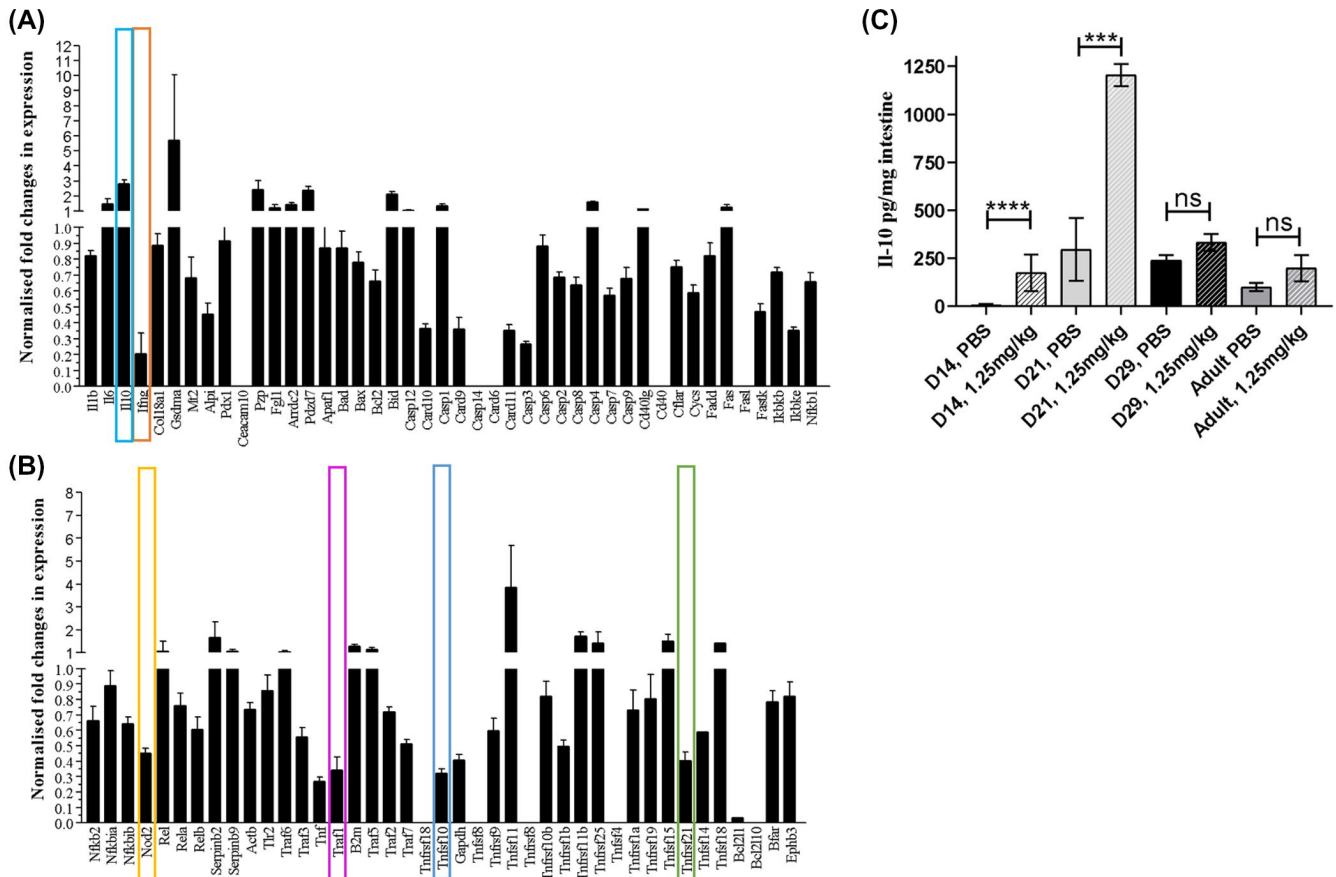 (A)
Normalised fold changes in expression
12
11
10
9
8
7
6
5
4
3
2
1
1.0
0.9
0.8
0.7
0.6
0.5
0.4
0.3
0.2
0.1
0.0
Il1b
Il6
Il10
Ifng
Col18a1
Gsdma
Mt2
Alpi
Pdx1
Ceacam10
Pzp
Fgl1
Arrdc2
Pdzd7
Apaf1
Bad
Bax
Bcl2
Bid
Casp12
Card10
Casp1
Card9
Casp14
Card6
Card11
Casp3
Casp6
Casp2
Casp8
Casp7
Casp9
Casp4
Cd40lg
Cd40
Cflar
Cycs
Fadd
Fas
Fasl
Fastk
Ikbkb
Ikbke
Nfkb1
(B)
Normalised fold changes in expression
8
7
6
5
4
3
2
1
1.0
0.9
0.8
0.7
0.6
0.5
0.4
0.3
0.2
0.1
0.0
Nfkb2
Nfkbia
Nfkbib
Nod2
Rel
Rela
Relb
Serpinb2
Serpinb9
Actb
Tlr2
Traf6
Traf3
Tnf
Traf1
B2m
Traf5
Traf2
Traf7
Tnfrsf18
Tnfsf10
Gapdh
Tnfsf8
Tnfsf9
Tnfsf11
Tnfrsf8
Tnfrsf10b
Tnfrsf1b
Tnfrsf11b
Tnfrsf25
Tnfsf4
Tnfrsf1a
Tnfrsf19
Tnfsf15
Tnfrsf21
Tnfsf14
Tnfsf18
Bcl2l1
Bcl2l10
Bfar
Ephb3
(C)
Il-10 pg/mg intestine
1250
1000
750
500
250
0
****
***
ns
ns
D14, PBS
D14, 1.25mg/kg
D21, PBS
D21, 1.25mg/kg
D29, PBS
D29, 1.25mg/kg
Adult PBS
Adult, 1.25mg/kg